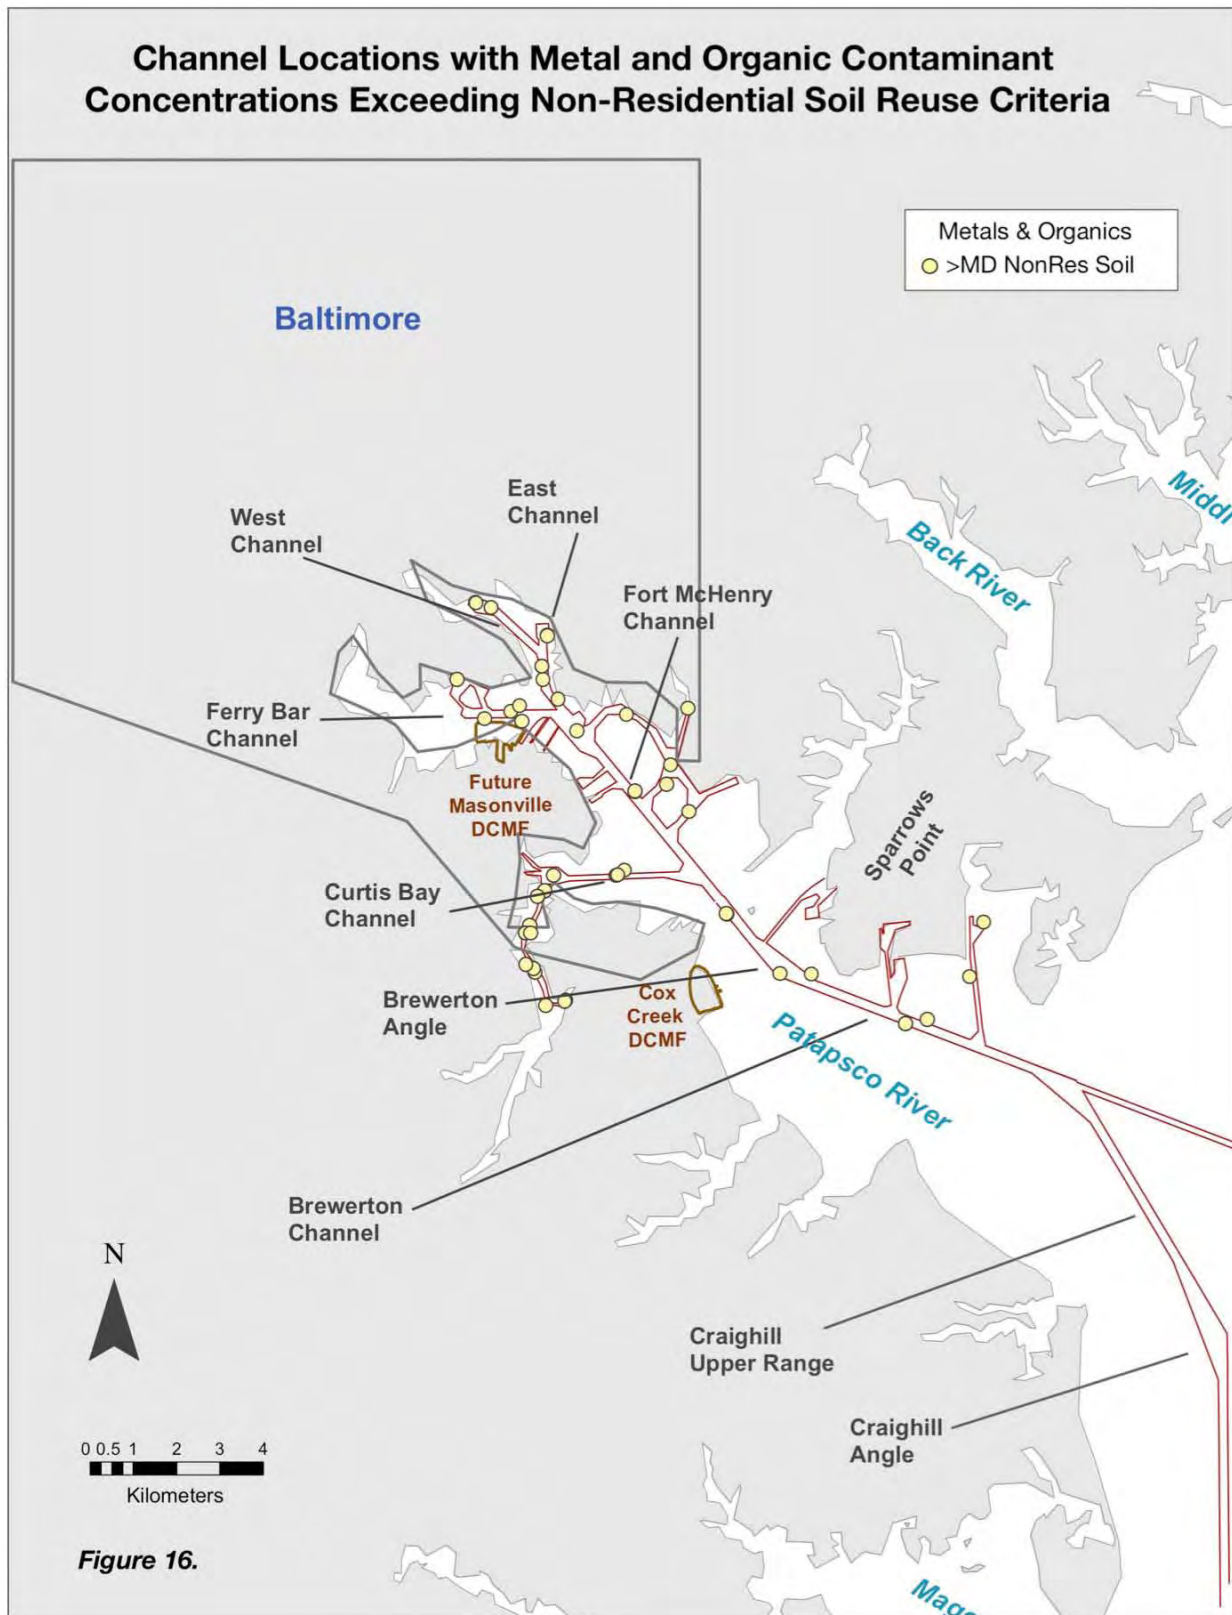 Channel Locations with Metal and Organic Contaminant
Concentrations Exceeding Non-Residential Soil Reuse Criteria
Metals & Organics
>MD NonRes Soil
Baltimore
Middl
Back River
East
Channel
West
Channel
Fort McHenry
Channel
Ferry Bar
Channel
Future
Masonville
DCMF
Sparrows
Point
Curtis Bay
Channel
Brewerton
Angle
Cox
Creek
DCMF
Patapsco River
Brewerton
Channel
N
Craighill
Upper Range
Craighill
Angle
0 0.5 1 2 3 4
Kilometers
Figure 16.
Mago